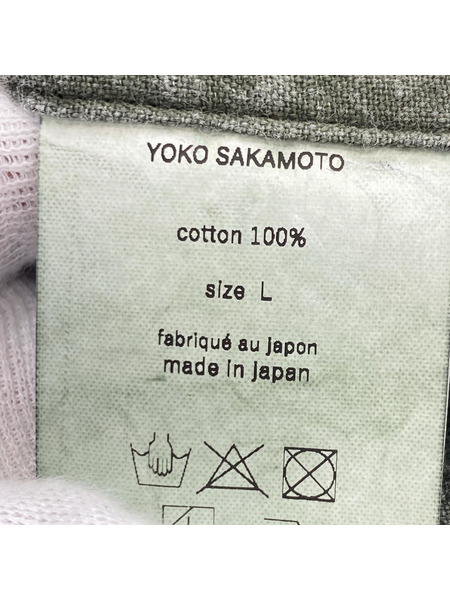 YOKO SAKAMOTO
cotton 100%
size L
fabriqué au japon
made in japan